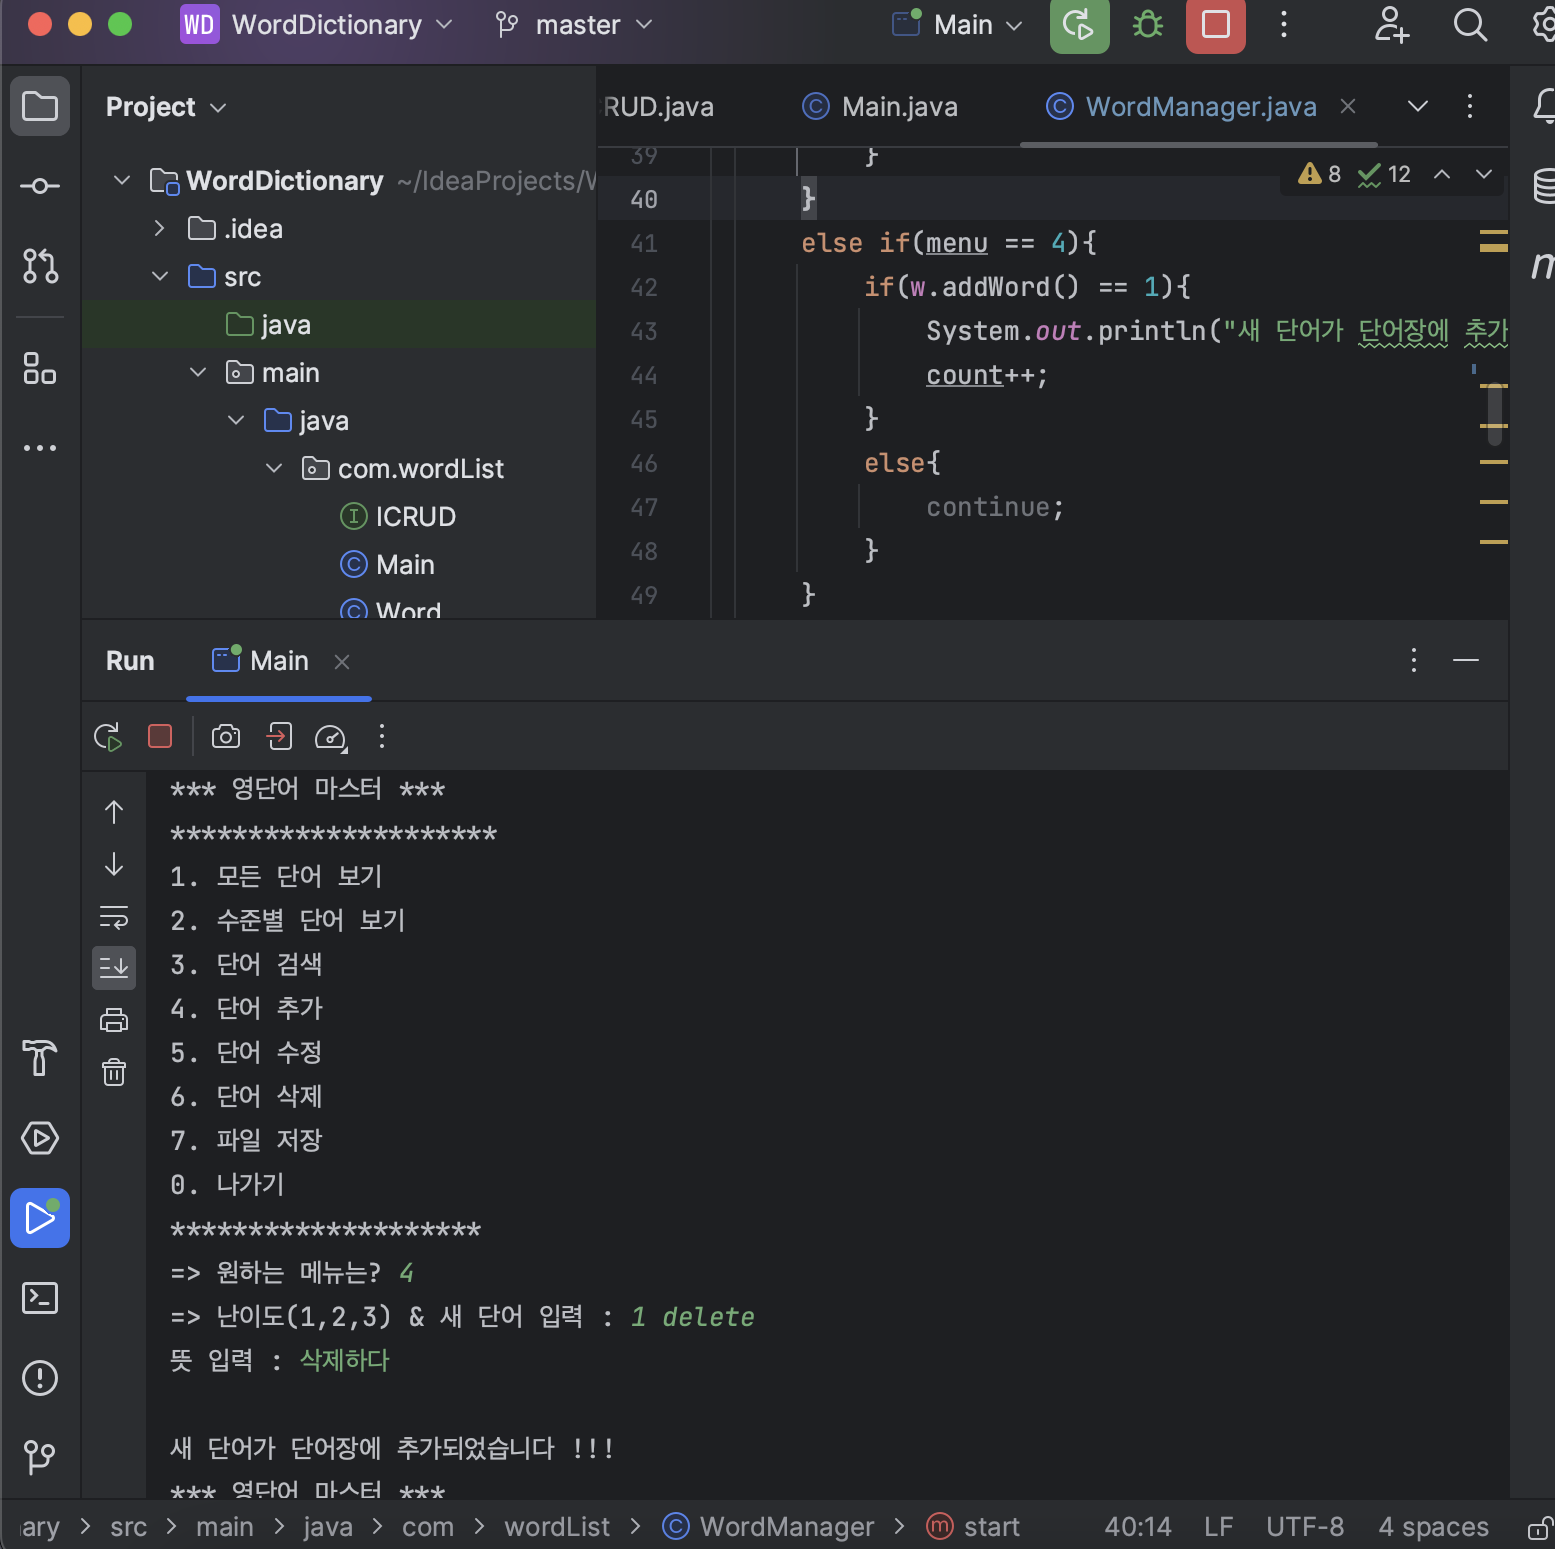 WD WordDictionary master Main
Project
RUD.java Main.java WordManager.java
WordDictionary ~/IdeaProjects/W
.idea
src
java
main
java
com.wordList
ICRUD
Main
Word
8 12
39 }
40 }
41 else if(menu == 4){
42 if(w.addWord() == 1){
43 System.out.println("새 단어가 단어장에 추가
44 count++;
45 }
46 else{
47 continue;
48 }
49 }
Run Main
*** 영단어 마스터 ***
*********************
1. 모든 단어 보기
2. 수준별 단어 보기
3. 단어 검색
4. 단어 추가
5. 단어 수정
6. 단어 삭제
7. 파일 저장
0. 나가기
********************
=> 원하는 메뉴는? 4
=> 난이도(1,2,3) & 새 단어 입력 : 1 delete
뜻 입력 : 삭제하다
새 단어가 단어장에 추가되었습니다 !!!
*** 영단어 마스터 ***
ary > src > main > java > com > wordList > WordManager > start 40:14 LF UTF-8 4 spaces